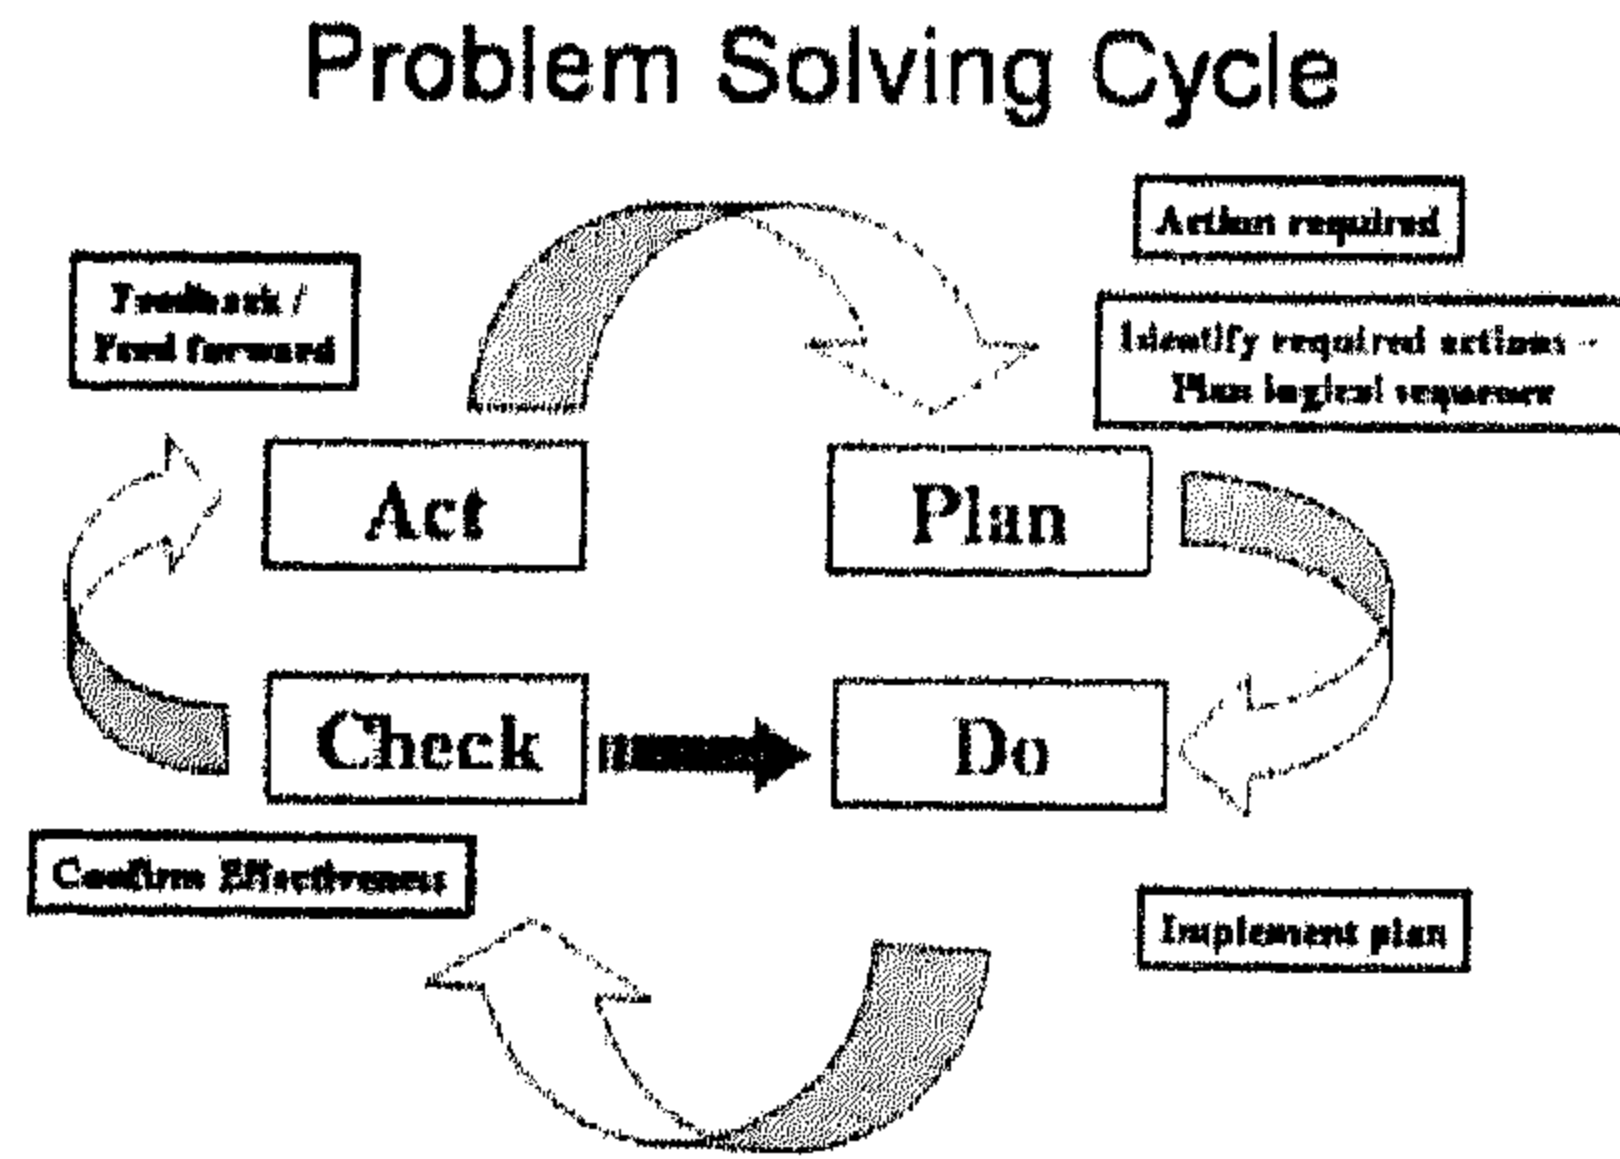 Problem Solving Cycle
Action required
Feedback /
Feed forward
Identify required actions -
Plan logical sequence
Act
Plan
Check
Do
Confirm Effectiveness
Implement plan